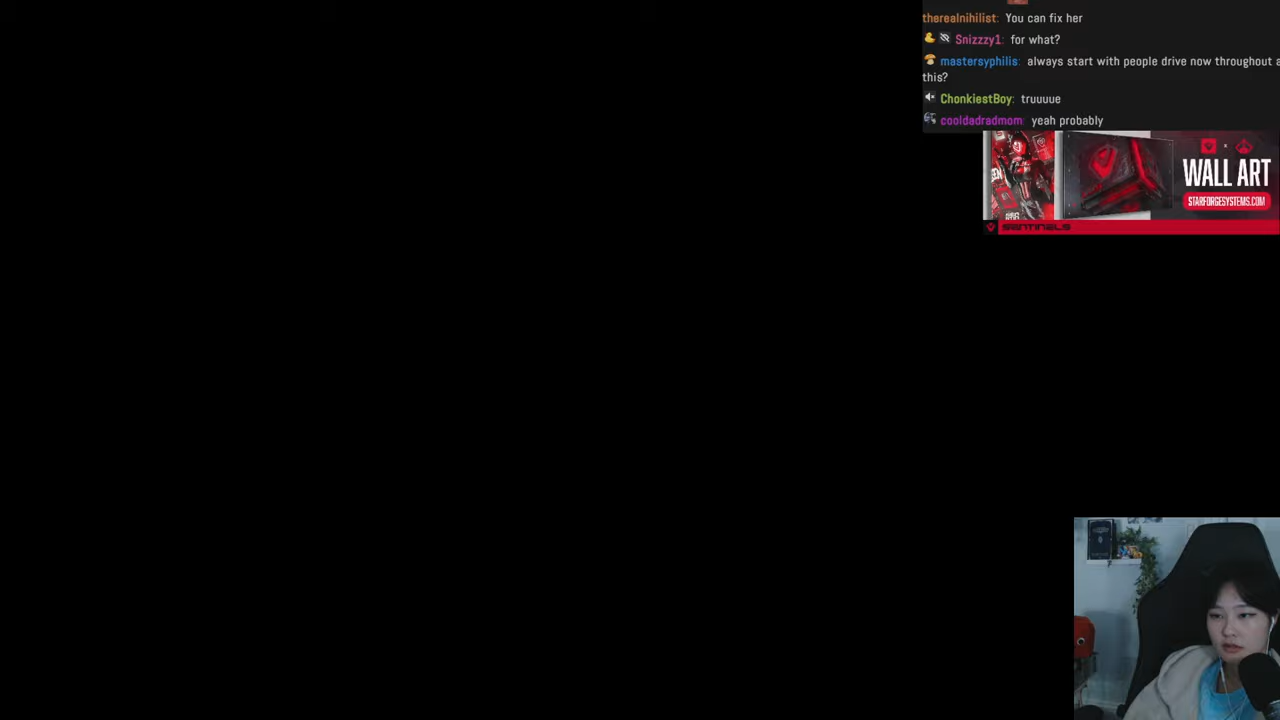 therealnihilist: You can fix her
Snizzzy1: for what?
mastersyphilis: always start with people drive now throughout a
this?
ChonkiestBoy: truuuue
cooldadradmom: yeah probably
WALL ART
STARFORGESYSTEMS.COM
SENTINELS